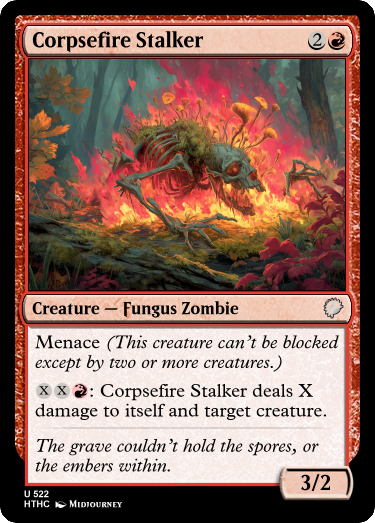 Corpsefire Stalker 2
Creature — Fungus Zombie
Menace (This creature can't be blocked
except by two or more creatures.)
X X : Corpsefire Stalker deals X
damage to itself and target creature.
The grave couldn't hold the spores, or
the embers within.
3/2
U 522
HTHC Midjourney